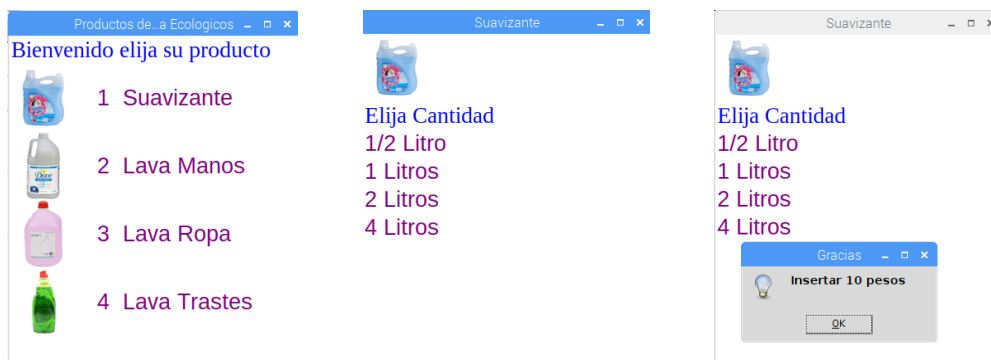 Productos de...a Ecologicos
Bienvenido elija su producto
1 Suavizante
2 Lava Manos
Dove
3 Lava Ropa
4 Lava Trastes
Suavizante
Elija Cantidad
1/2 Litro
1 Litros
2 Litros
4 Litros
Suavizante
Elija Cantidad
1/2 Litro
1 Litros
2 Litros
4 Litros
Gracias
Insertar 10 pesos
OK